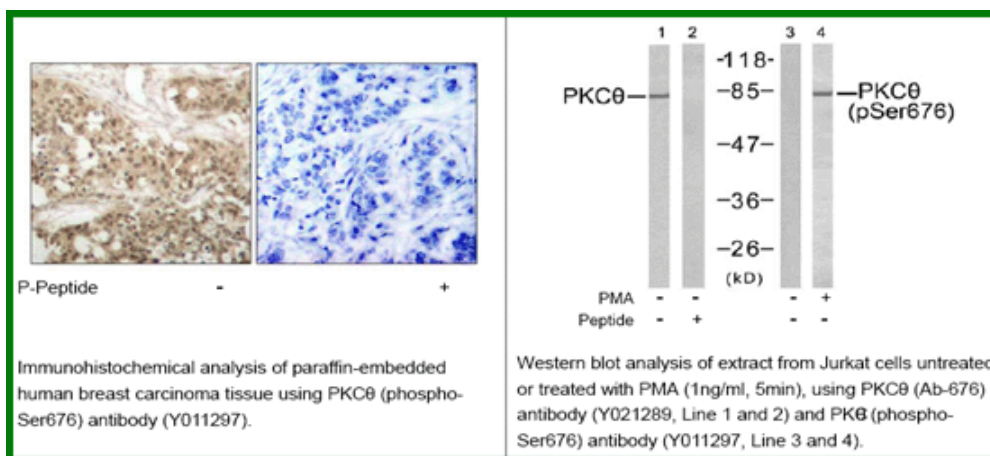 P-Peptide - +
Immunohistochemical analysis of paraffin-embedded
human breast carcinoma tissue using PKCθ (phospho-
Ser676) antibody (Y011297).
1 2 3 4
-118-
PKCθ -85- PKCθ
(pSer676)
-47-
-36-
-26-
(kD)
PMA - - - +
Peptide - + - -
Western blot analysis of extract from Jurkat cells untreated
or treated with PMA (1ng/ml, 5min), using PKCθ (Ab-676)
antibody (Y021289, Line 1 and 2) and PKCθ (phospho-
Ser676) antibody (Y011297, Line 3 and 4).